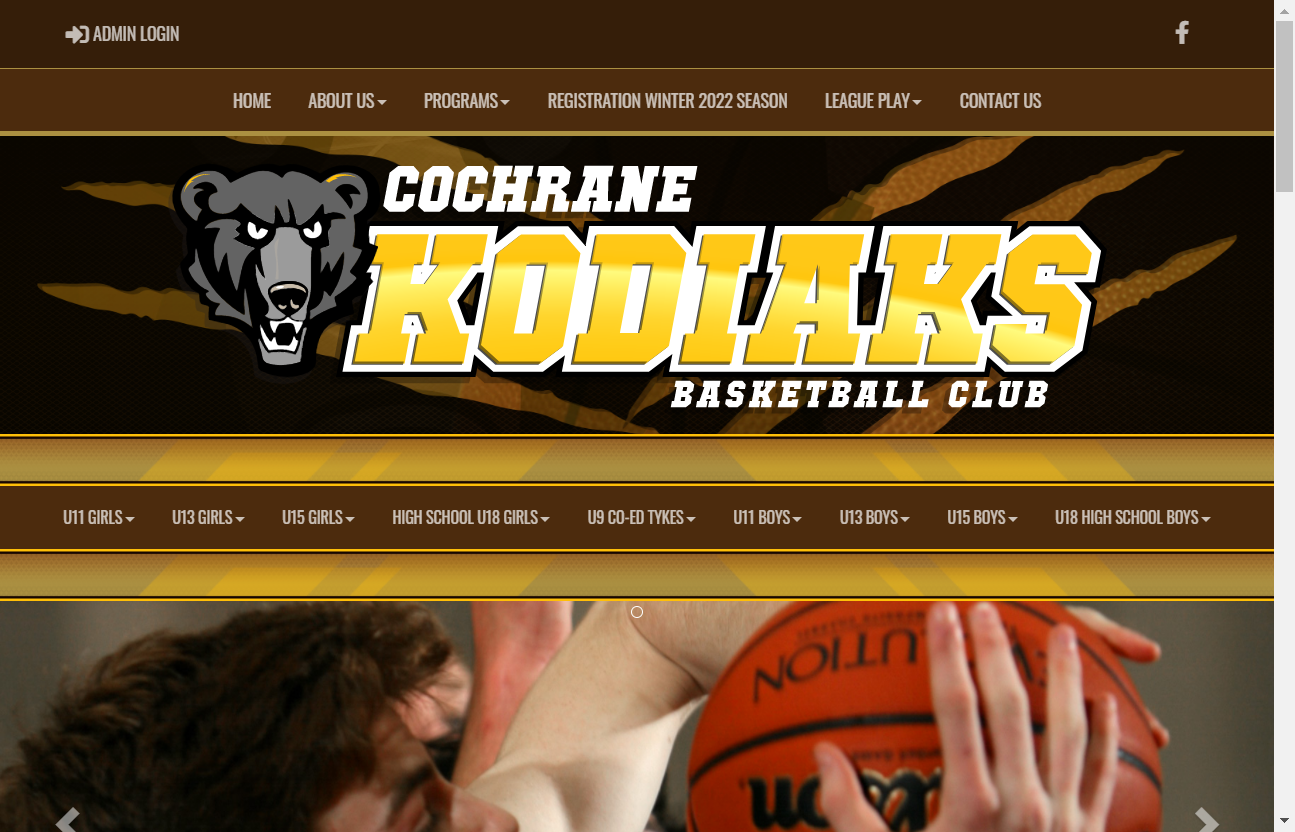 ADMIN LOGIN
HOME ABOUT US PROGRAMS REGISTRATION WINTER 2022 SEASON LEAGUE PLAY CONTACT US
COCHRANE
KODIAKS
BASKETBALL CLUB
U11 GIRLS U13 GIRLS U15 GIRLS HIGH SCHOOL U18 GIRLS U9 CO-ED TYKES U11 BOYS U13 BOYS U15 BOYS U18 HIGH SCHOOL BOYS